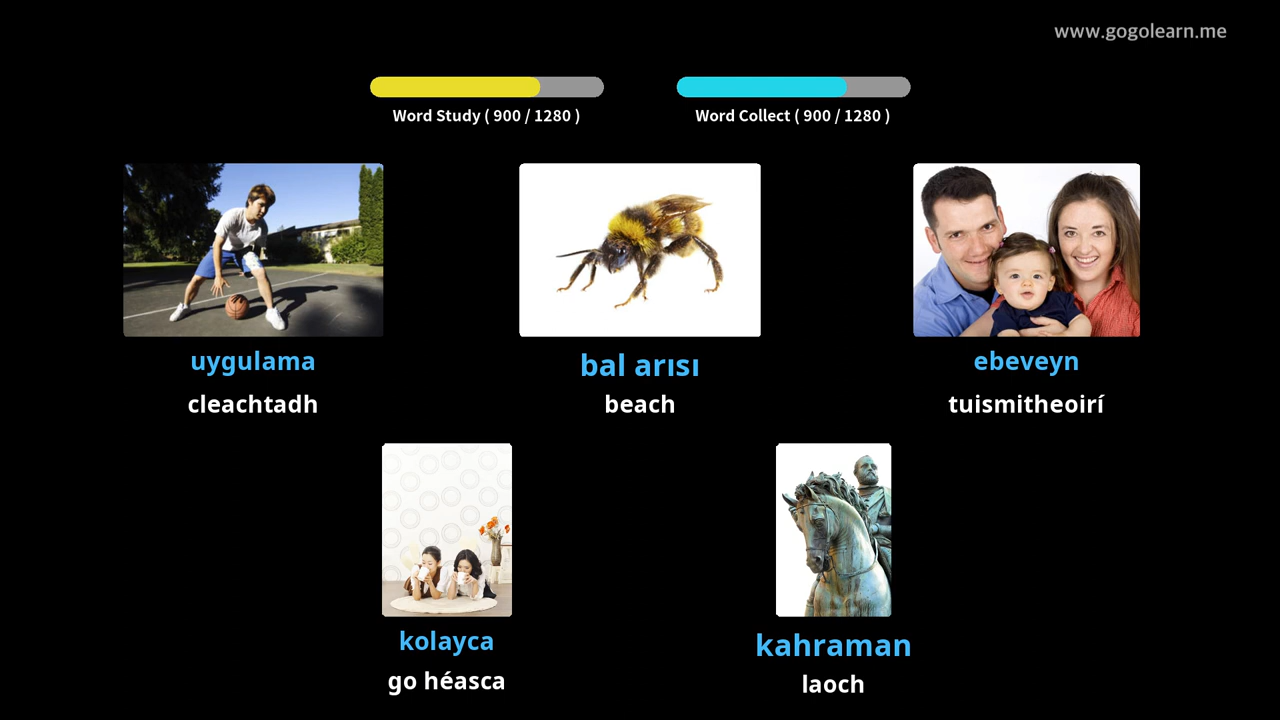 www.gogolearn.me
Word Study ( 900 / 1280 )
Word Collect ( 900 / 1280 )
uygulama
cleachtadh
bal arısı
beach
ebeveyn
tuismitheoirí
kolayca
go héasca
kahraman
laoch